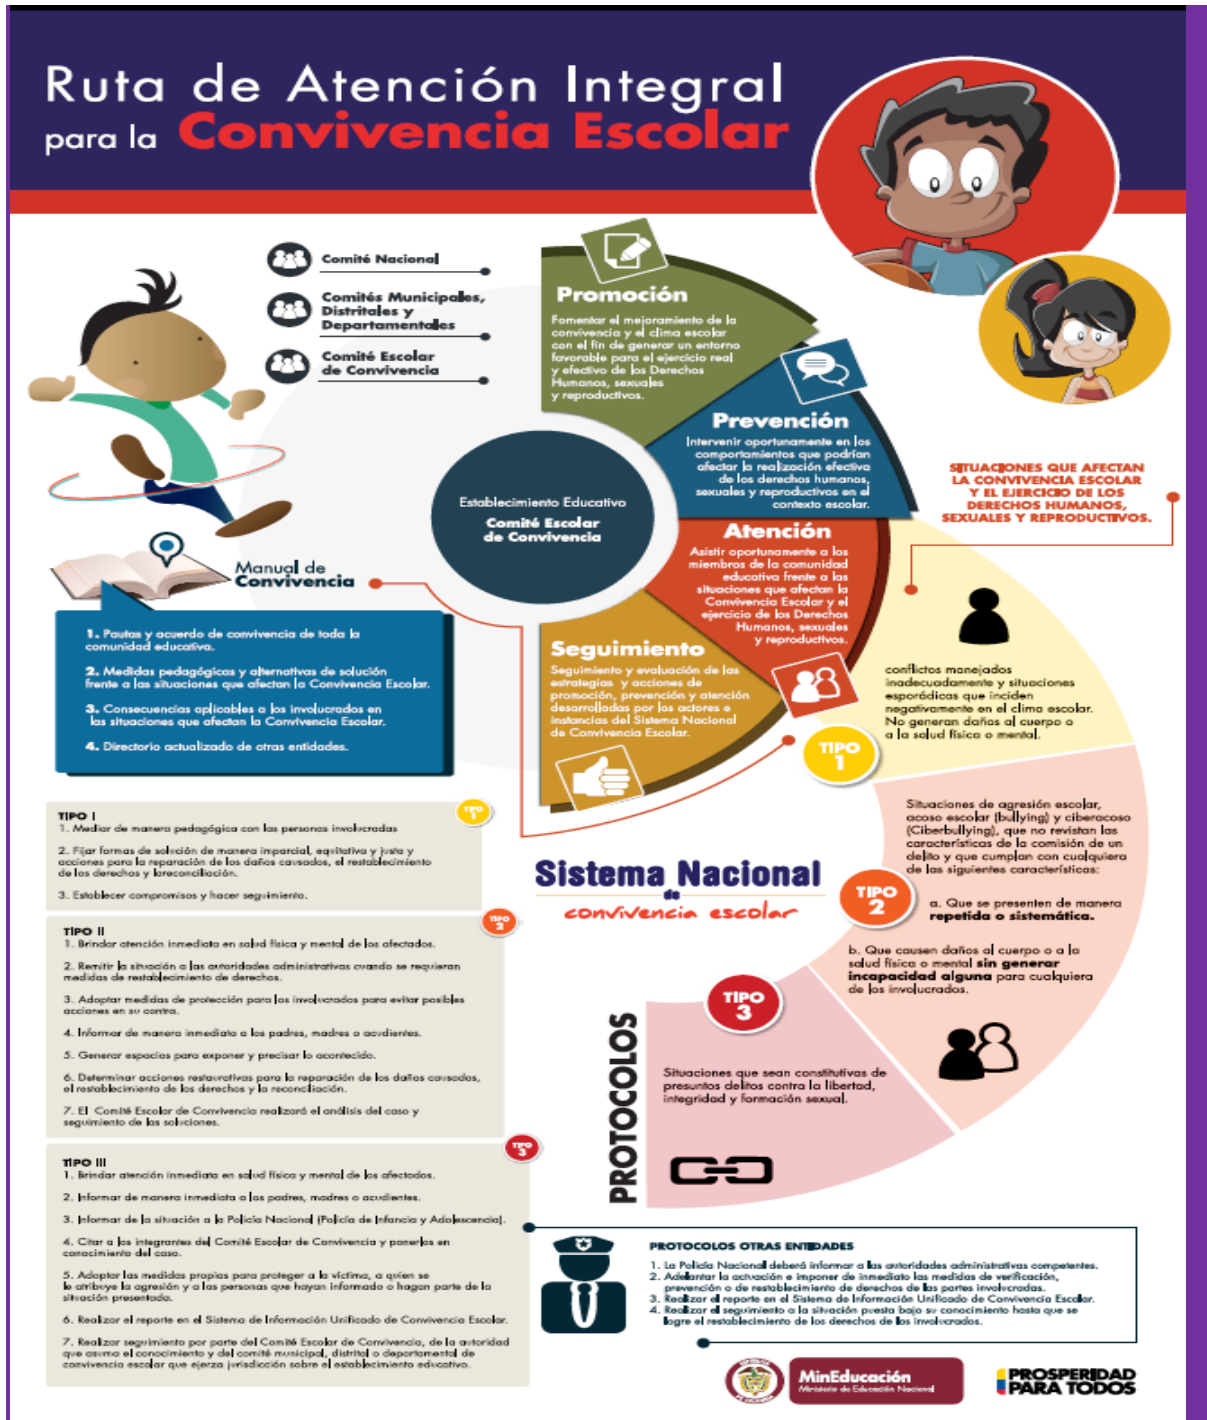 Ruta de Atención Integral
para la Convivencia Escolar
Comité Nacional
Comités Municipales,
Distritales y
Departamentales
Comité Escolar
de Convivencia
Promoción
Fomentar el mejoramiento de la
convivencia y el clima escolar
con el fin de generar un entorno
favorable para el ejercicio real
y efectivo de los Derechos
Humanos, sexuales
y reproductivos.
Prevención
Intervenir oportunamente en los
comportamientos que podrían
afectar la realización efectiva
de los derechos humanos,
sexuales y reproductivos en el
contexto escolar.
Establecimiento Educativo
Comité Escolar
de Convivencia
Atención
Asistir oportunamente a los
miembros de la comunidad
educativa frente a las
situaciones que afectan la
Convivencia Escolar y el
ejercicio de los Derechos
Humanos, sexuales
y reproductivos.
Seguimiento
Seguimiento y evaluación de las
estrategias y acciones de
promoción, prevención y atención
desarrolladas por los actores e
instancias del Sistema Nacional
de Convivencia Escolar.
SITUACIONES QUE AFECTAN
LA CONVIVENCIA ESCOLAR
Y EL EJERCICIO DE LOS
DERECHOS HUMANOS,
SEXUALES Y REPRODUCTIVOS.
Manual de
Convivencia
1. Pautas y acuerdo de convivencia de toda la
comunidad educativa.
2. Medidas pedagógicas y alternativas de solución
frente a las situaciones que afectan la Convivencia Escolar.
3. Consecuencias aplicables a los involucrados en
las situaciones que afectan la Convivencia Escolar.
4. Directorio actualizado de otras entidades.
conflictos manejados
inadecuadamente y situaciones
esporádicas que inciden
negativamente en el clima escolar.
No generan daños al cuerpo o
a la salud física o mental.
TIPO
1
Situaciones de agresión escolar,
acoso escolar (bullying) y ciberacoso
(Ciberbullying), que no revistan las
características de la comisión de un
delito y que cumplan con cualquiera
de las siguientes características:
TIPO
2
a. Que se presenten de manera
repetida o sistemática.
b. Que causen daños al cuerpo o a la
salud física o mental sin generar
incapacidad alguna para cualquiera
de los involucrados.
TIPO
3
Situaciones que sean constitutivas de
presuntos delitos contra la libertad,
integridad y formación sexual.
PROTOCOLOS
Sistema Nacional
de
convivencia escolar
TIPO
1
TIPO I
1. Mediar de manera pedagógica con las personas involucradas
2. Fijar formas de solución de manera imparcial, equitativa y justa y
acciones para la reparación de los daños causados, el restablecimiento
de los derechos y lareconciliación.
3. Establecer compromisos y hacer seguimiento.
TIPO
2
TIPO II
1. Brindar atención inmediata en salud física y mental de los afectados.
2. Remitir la situación a las autoridades administrativas cuando se requieran
medidas de restablecimiento de derechos.
3. Adoptar medidas de protección para los involucrados para evitar posibles
acciones en su contra.
4. Informar de manera inmediata a los padres, madres o acudientes.
5. Generar espacios para exponer y precisar lo acontecido.
6. Determinar acciones restaurativas para la reparación de los daños causados,
el restablecimiento de los derechos y la reconciliación.
7. El Comité Escolar de Convivencia realizará el análisis del caso y
seguimiento de las soluciones.
TIPO
3
TIPO III
1. Brindar atención inmediata en salud física y mental de los afectados.
2. Informar de manera inmediata a los padres, madres o acudientes.
3. Informar de la situación a la Policía Nacional (Policía de Infancia y Adolescencia).
4. Citar a los integrantes del Comité Escolar de Convivencia y ponerlos en
conocimiento del caso.
5. Adoptar las medidas propias para proteger a la víctima, a quien se
le atribuye la agresión y a las personas que hayan informado o hagan parte de la
situación presentada.
6. Realizar el reporte en el Sistema de Información Unificado de Convivencia Escolar.
7. Realizar seguimiento por parte del Comité Escolar de Convivencia, de la autoridad
que asuma el conocimiento y del comité municipal, distrital o departamental de
convivencia escolar que ejerza jurisdicción sobre el establecimiento educativo.
PROTOCOLOS OTRAS ENTIDADES
1. La Policía Nacional deberá informar a las autoridades administrativas competentes.
2. Adelantar la actuación e imponer de inmediato las medidas de verificación,
prevención o de restablecimiento de derechos de las partes involucradas.
3. Realizar el reporte en el Sistema de Información Unificado de Convivencia Escolar.
4. Realizar el seguimiento a la situación puesta bajo su conocimiento hasta que se
logre el restablecimiento de los derechos de los involucrados.
MinEducación
Ministerio de Educación Nacional
PROSPERIDAD
PARA TODOS